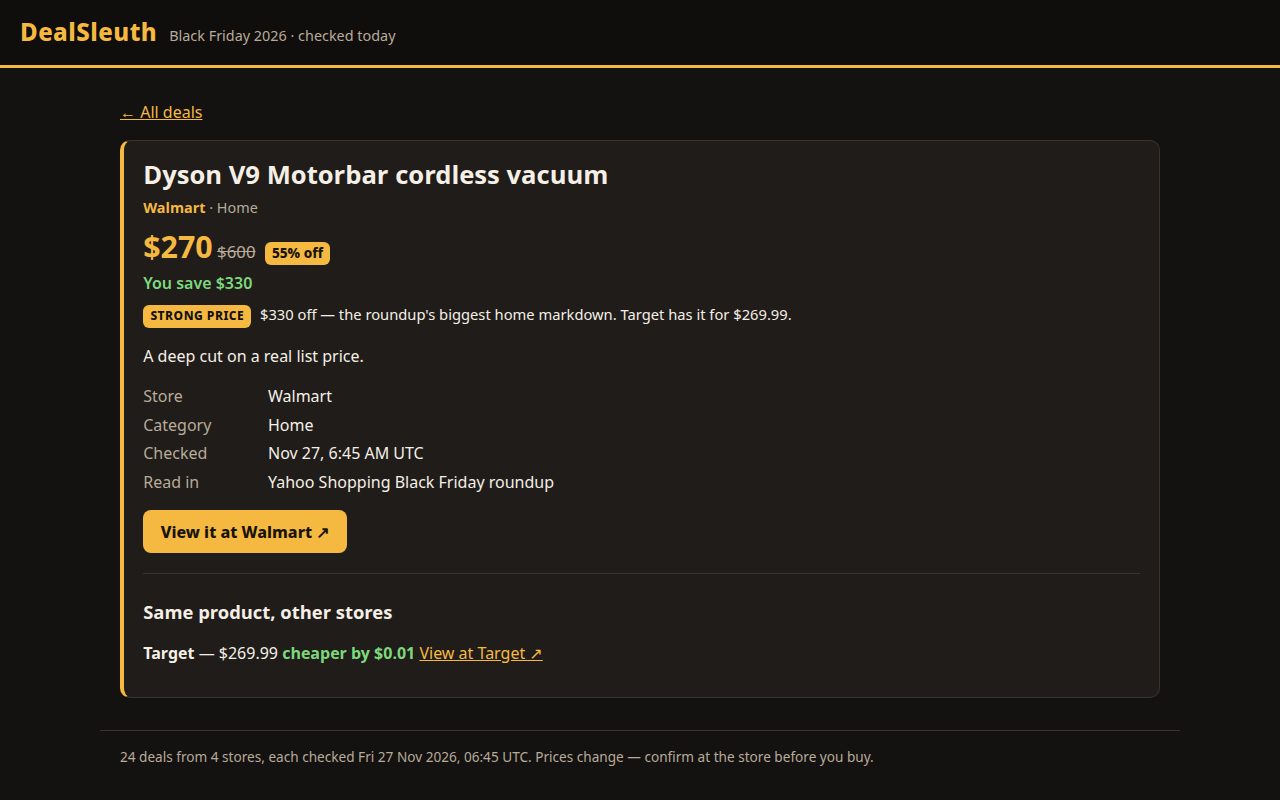 DealSleuth Black Friday 2026 · checked today
← All deals
Dyson V9 Motorbar cordless vacuum
Walmart · Home
$270 $600 55% off
You save $330
STRONG PRICE $330 off — the roundup's biggest home markdown. Target has it for $269.99.
A deep cut on a real list price.
Store Walmart
Category Home
Checked Nov 27, 6:45 AM UTC
Read in Yahoo Shopping Black Friday roundup
View it at Walmart ↗
Same product, other stores
Target — $269.99 cheaper by $0.01 View at Target ↗
24 deals from 4 stores, each checked Fri 27 Nov 2026, 06:45 UTC. Prices change — confirm at the store before you buy.